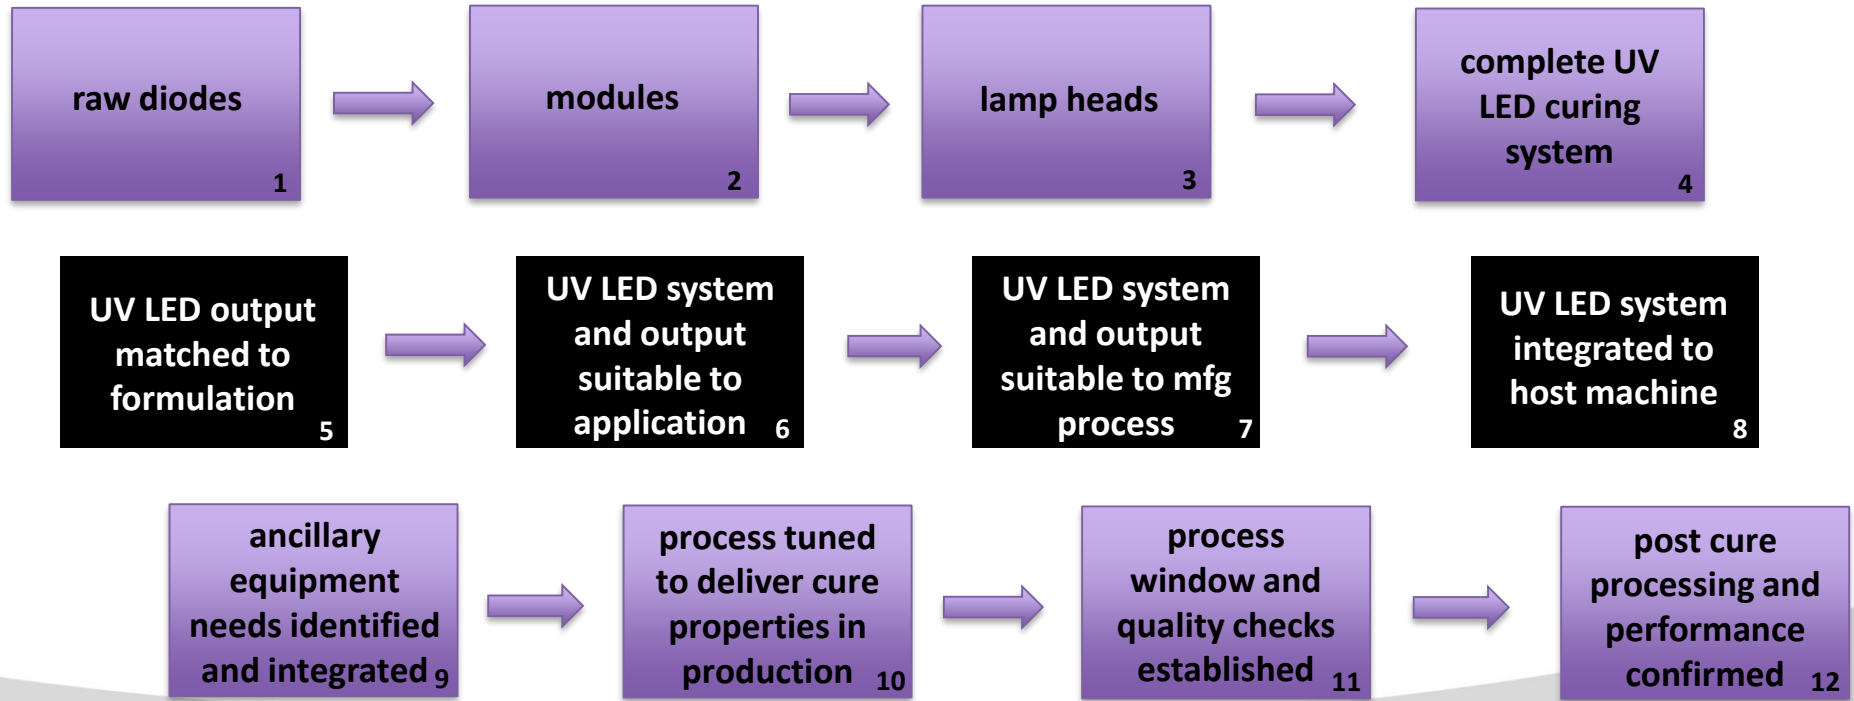 raw diodes
1
modules
2
lamp heads
3
complete UV
LED curing
system
4
UV LED output
matched to
formulation
5
UV LED system
and output
suitable to
application
6
UV LED system
and output
suitable to mfg
process
7
UV LED system
integrated to
host machine
8
ancillary
equipment
needs identified
and integrated
9
process tuned
to deliver cure
properties in
production
10
process
window and
quality checks
established
11
post cure
processing and
performance
confirmed
12